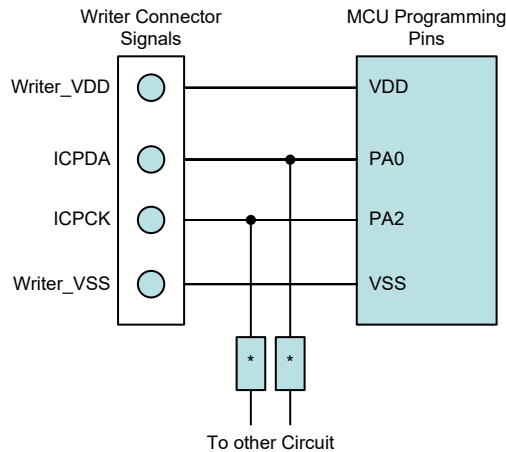 Writer Connector
Signals
MCU Programming
Pins
Writer_VDD
VDD
ICPDA
PA0
ICPCK
PA2
Writer_VSS
VSS
*
*
To other Circuit